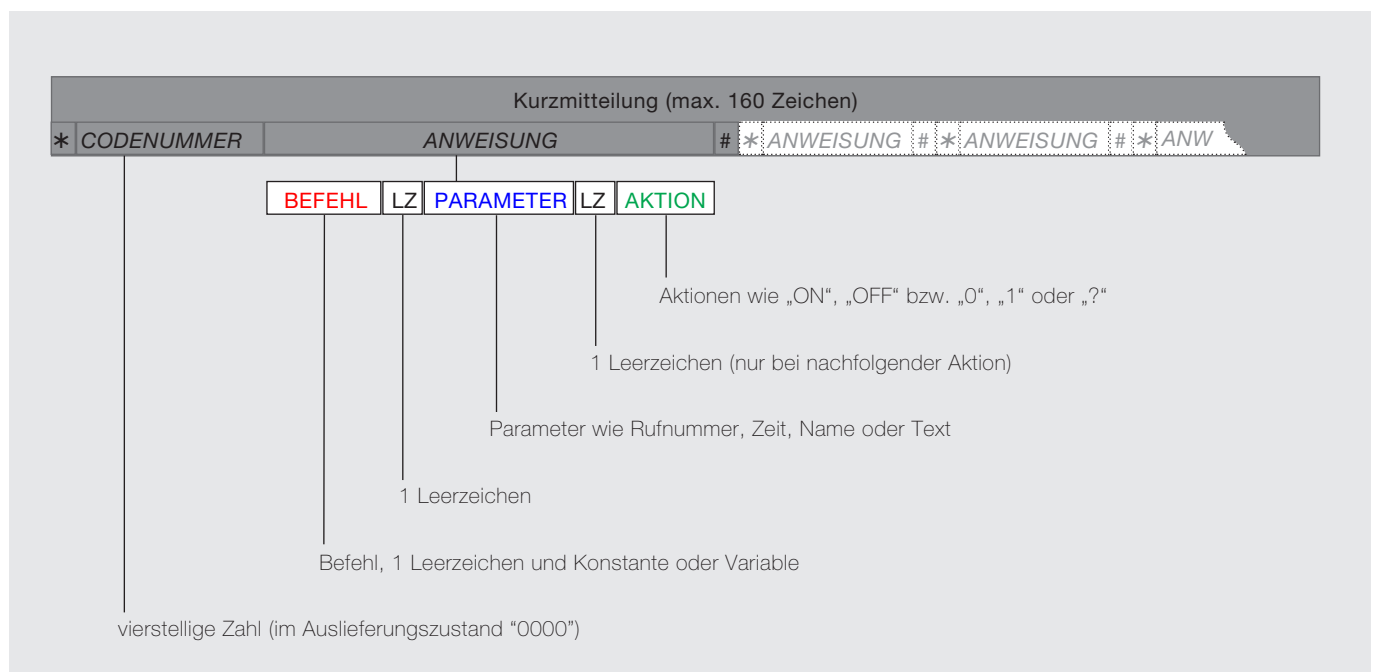 Kurzmitteilung (max. 160 Zeichen)
* CODENUMMER ANWEISUNG # * ANWEISUNG # * ANWEISUNG # * ANW
BEFEHL LZ PARAMETER LZ AKTION
Aktionen wie „ON“, „OFF“ bzw. „0“, „1“ oder „?“
1 Leerzeichen (nur bei nachfolgender Aktion)
Parameter wie Rufnummer, Zeit, Name oder Text
1 Leerzeichen
Befehl, 1 Leerzeichen und Konstante oder Variable
vierstellige Zahl (im Auslieferungszustand “0000”)